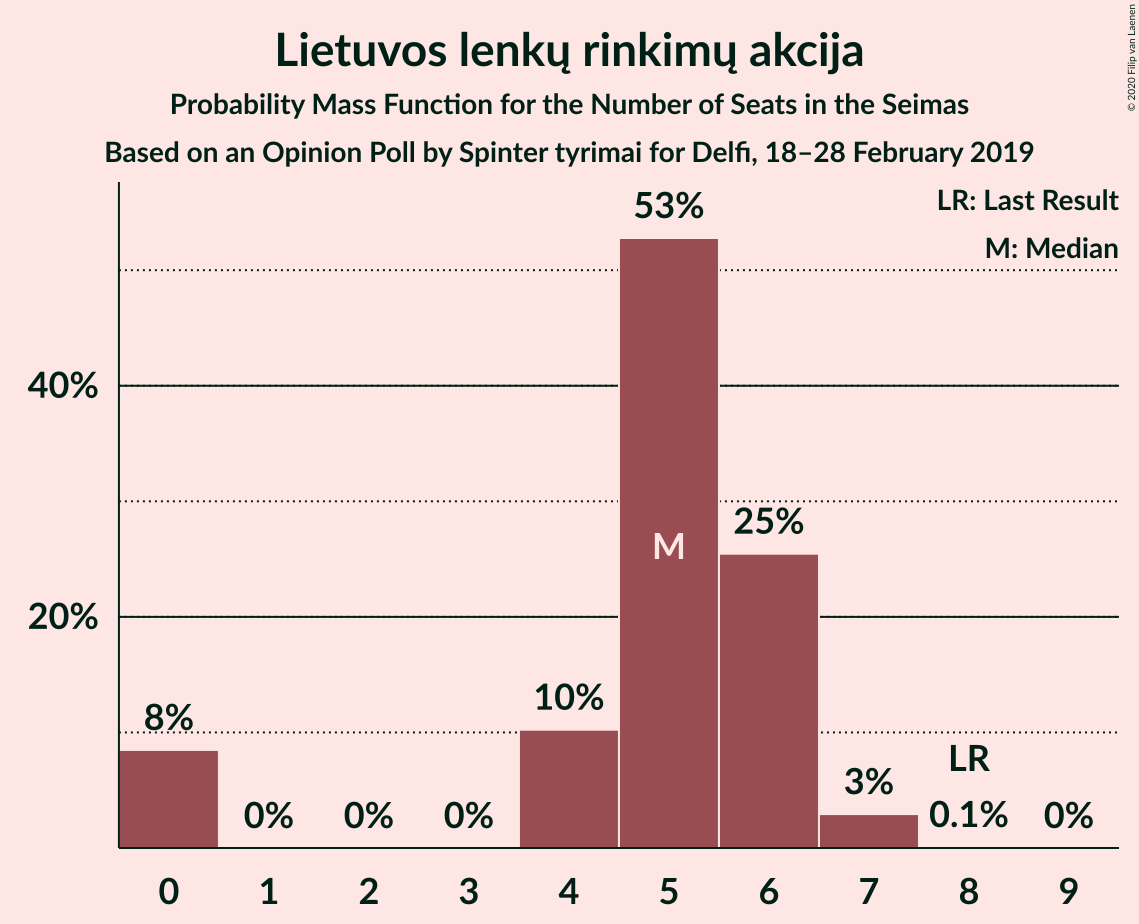 Lietuvos lenkų rinkimų akcija
Probability Mass Function for the Number of Seats in the Seimas
Based on an Opinion Poll by Spinter tyrimai for Delfi, 18–28 February 2019
© 2020 Filip van Laenen
LR: Last Result
M: Median
53%
40%
25%
M
20%
10%
8%
LR
3%
0% 0% 0% 0.1% 0%
0 1 2 3 4 5 6 7 8 9